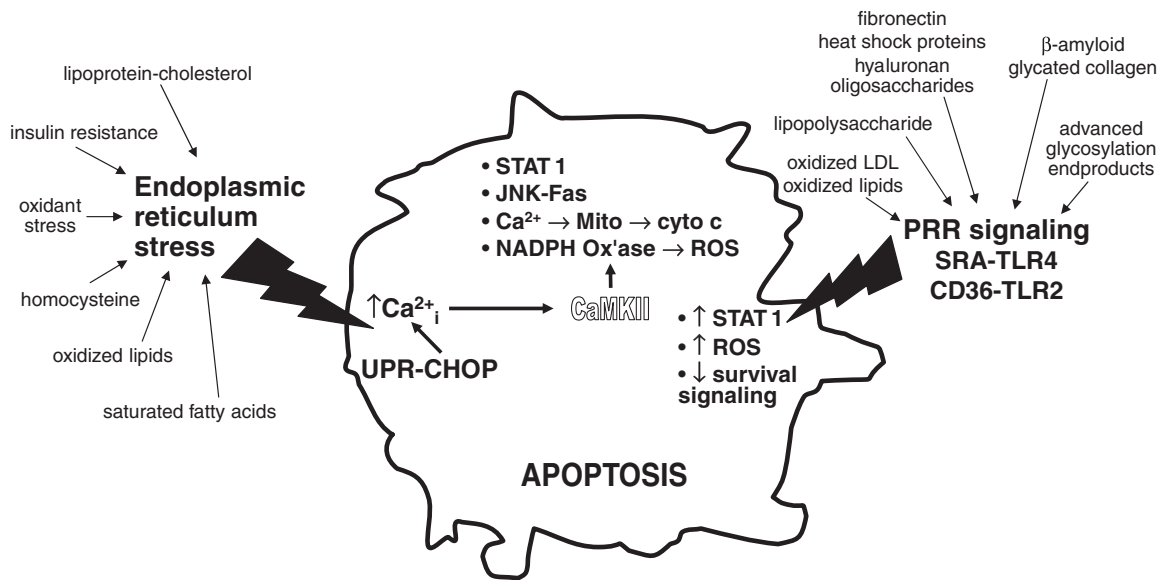 lipoprotein-cholesterol
insulin resistance
oxidant
stress
homocysteine
oxidized lipids
saturated fatty acids
Endoplasmic
reticulum
stress
• STAT 1
• JNK-Fas
• Ca²⁺ → Mito → cyto c
• NADPH Ox'ase → ROS
↑Ca²⁺ᵢ
CaMKII
UPR-CHOP
• ↑ STAT 1
• ↑ ROS
• ↓ survival
signaling
APOPTOSIS
fibronectin
heat shock proteins
hyaluronan
oligosaccharides
β-amyloid
glycated collagen
lipopolysaccharide
advanced
glycosylation
endproducts
oxidized LDL
oxidized lipids
PRR signaling
SRA-TLR4
CD36-TLR2